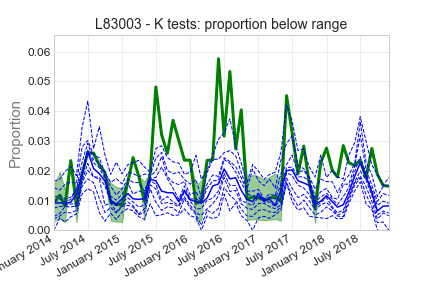 L83003 - K tests: proportion below range
Proportion
0.06
0.05
0.04
0.03
0.02
0.01
0.00
nuary 2014
July 2014
January 2015
July 2015
January 2016
July 2016
January 2017
July 2017
January 2018
July 2018